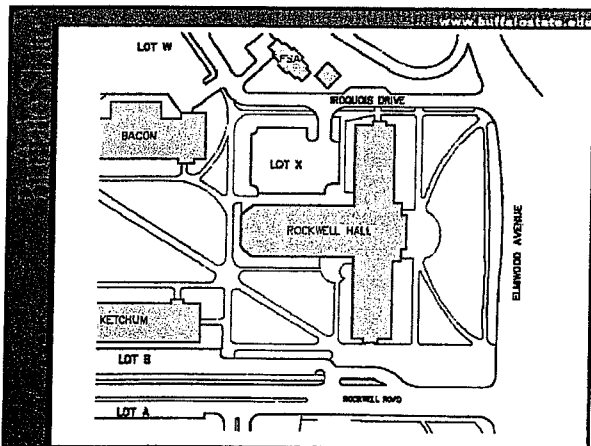 www.buffalostate.edu
LOT W
FSA
IROQUOIS DRIVE
BACON
LOT X
ROCKWELL HALL
ELMWOOD AVENUE
KETCHUM
LOT B
ROCKWELL ROAD
LOT A